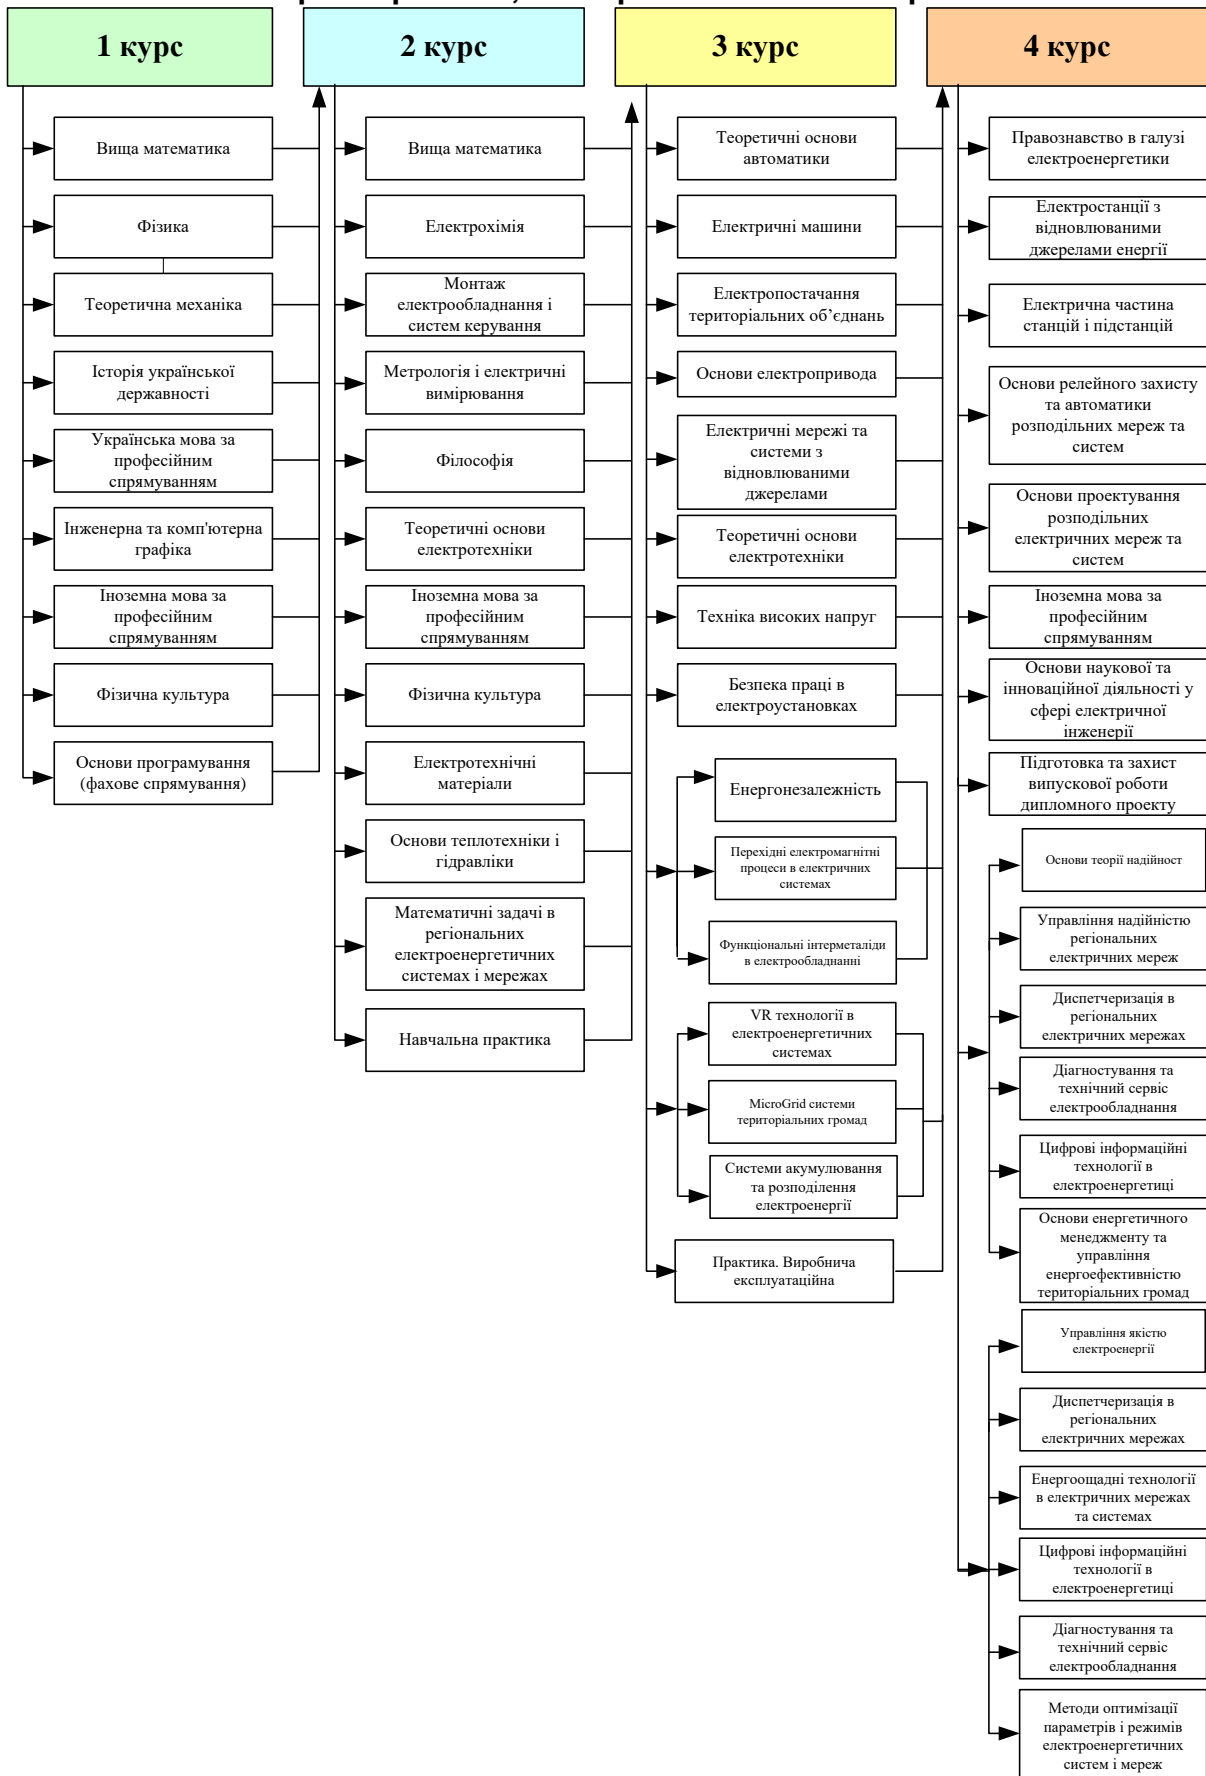 1 курс
Вища математика
Фізика
Теоретична механіка
Історія української
державності
Українська мова за
професійним
спрямуванням
Інженерна та комп'ютерна
графіка
Іноземна мова за
професійним
спрямуванням
Фізична культура
Основи програмування
(фахове спрямування)
2 курс
Вища математика
Електрохімія
Монтаж
електрообладнання і
систем керування
Метрологія і електричні
вимірювання
Філософія
Теоретичні основи
електротехніки
Іноземна мова за
професійним
спрямуванням
Фізична культура
Електротехнічні
матеріали
Основи теплотехніки і
гідравліки
Математичні задачі в
регіональних
електроенергетичних
системах і мережах
Навчальна практика
3 курс
Теоретичні основи
автоматики
Електричні машини
Електропостачання
територіальних об’єднань
Основи електропривода
Електричні мережі та
системи з
відновлюваними
джерелами
Теоретичні основи
електротехніки
Техніка високих напруг
Безпека праці в
електроустановках
Енергонезалежність
Перехідні електромагнітні
процеси в електричних
системах
Функціональні інтерметаліди
в електрообладнанні
VR технології в
електроенергетичних
системах
MicroGrid системи
територіальних громад
Системи акумулювання
та розподілення
електроенергії
Практика. Виробнича
експлуатаційна
4 курс
Правознавство в галузі
електроенергетики
Електростанції з
відновлюваними
джерелами енергії
Електрична частина
станцій і підстанцій
Основи релейного захисту
та автоматики
розподільних мереж та
систем
Основи проектування
розподільних
електричних мереж та
систем
Іноземна мова за
професійним
спрямуванням
Основи наукової та
інноваційної діяльності у
сфері електричної
інженерії
Підготовка та захист
випускової роботи
дипломного проекту
Основи теорії надійност
Управління надійністю
регіональних
електричних мереж
Диспетчеризація в
регіональних
електричних мережах
Діагностування та
технічний сервіс
електрообладнання
Цифрові інформаційні
технології в
електроенергетиці
Основи енергетичного
менеджменту та
управління
енергоефективністю
територіальних громад
Управління якістю
електроенергії
Диспетчеризація в
регіональних
електричних мережах
Енергоощадні технології
в електричних мережах
та системах
Цифрові інформаційні
технології в
електроенергетиці
Діагностування та
технічний сервіс
електрообладнання
Методи оптимізації
параметрів і режимів
електроенергетичних
систем і мереж